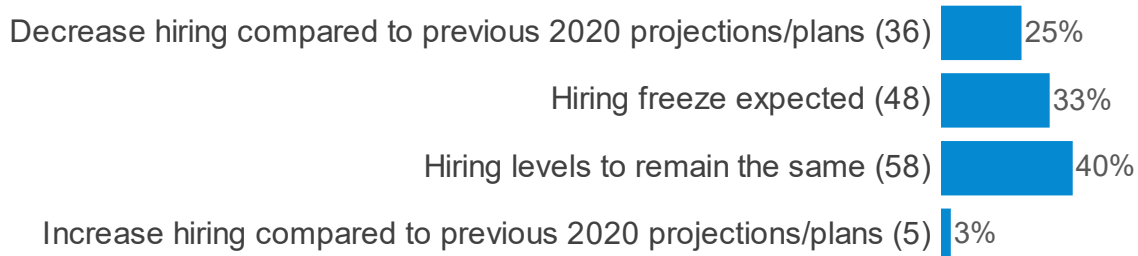 Decrease hiring compared to previous 2020 projections/plans (36) 25%
Hiring freeze expected (48) 33%
Hiring levels to remain the same (58) 40%
Increase hiring compared to previous 2020 projections/plans (5) 3%